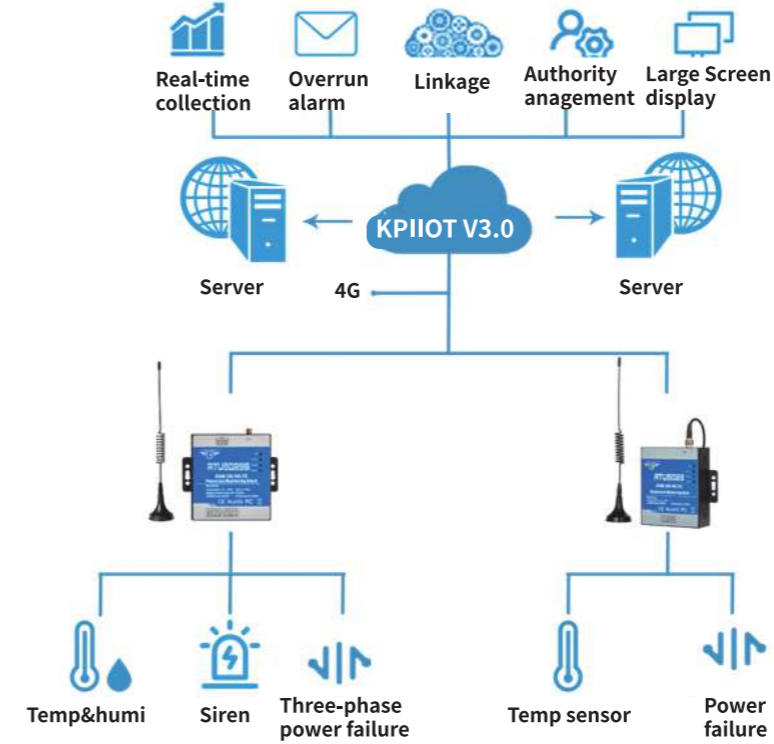 Real-time
collection
Overrun
alarm
Linkage
Authority
anagement
Large Screen
display
KPIIOT V3.0
Server
4G
Server
Temp&humi
Siren
Three-phase
power failure
Temp sensor
Power
failure